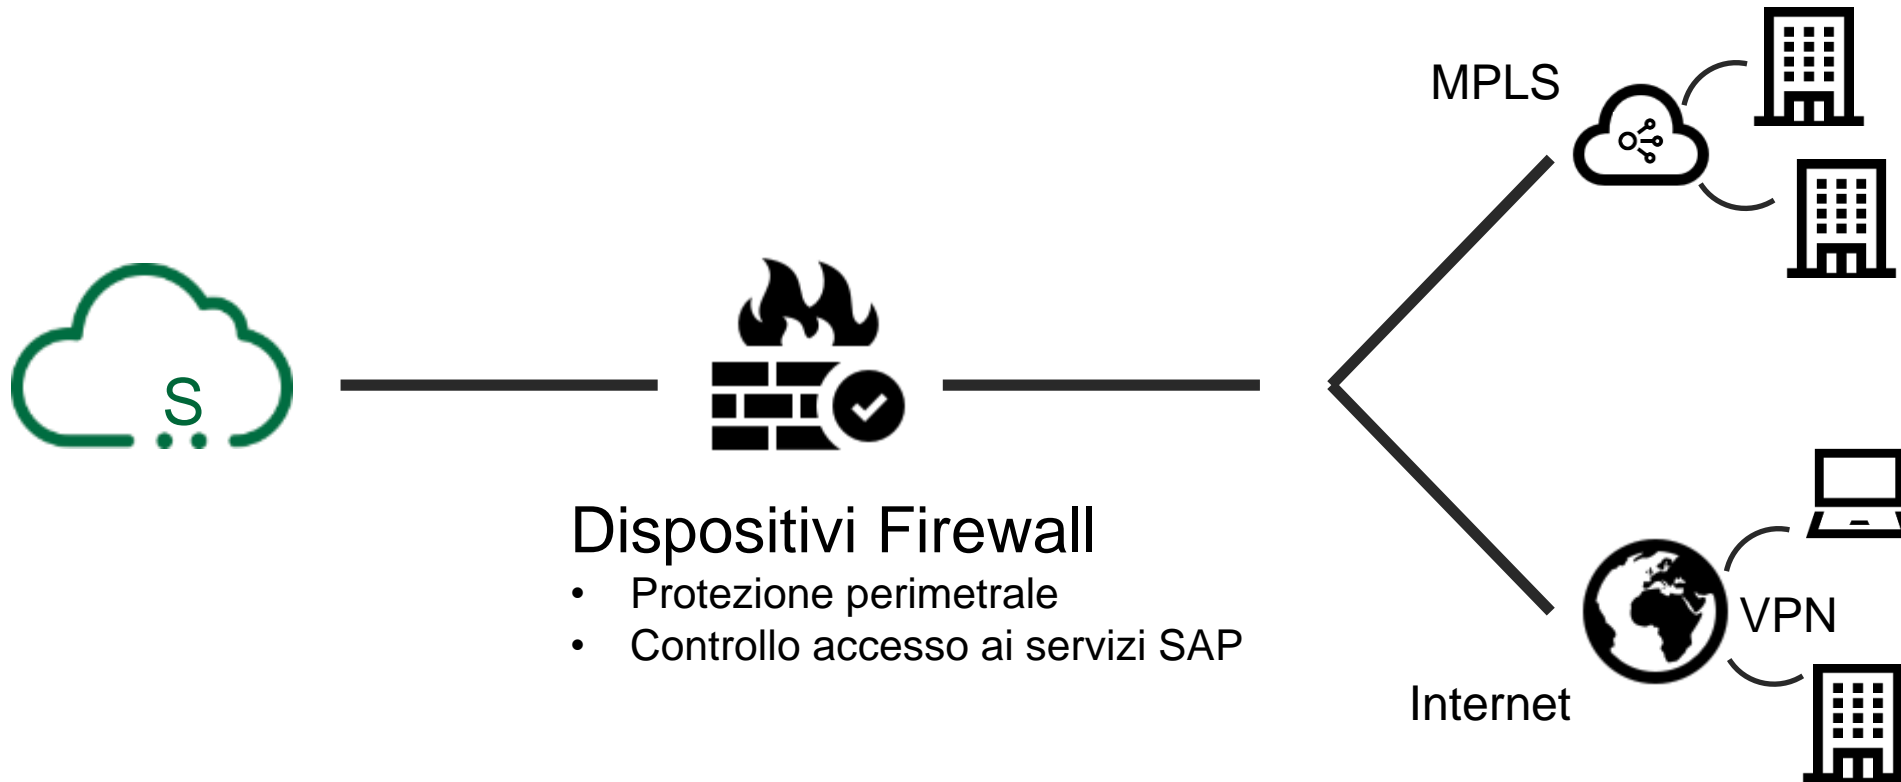 MPLS
S
Dispositivi Firewall
• Protezione perimetrale
• Controllo accesso ai servizi SAP
VPN
Internet